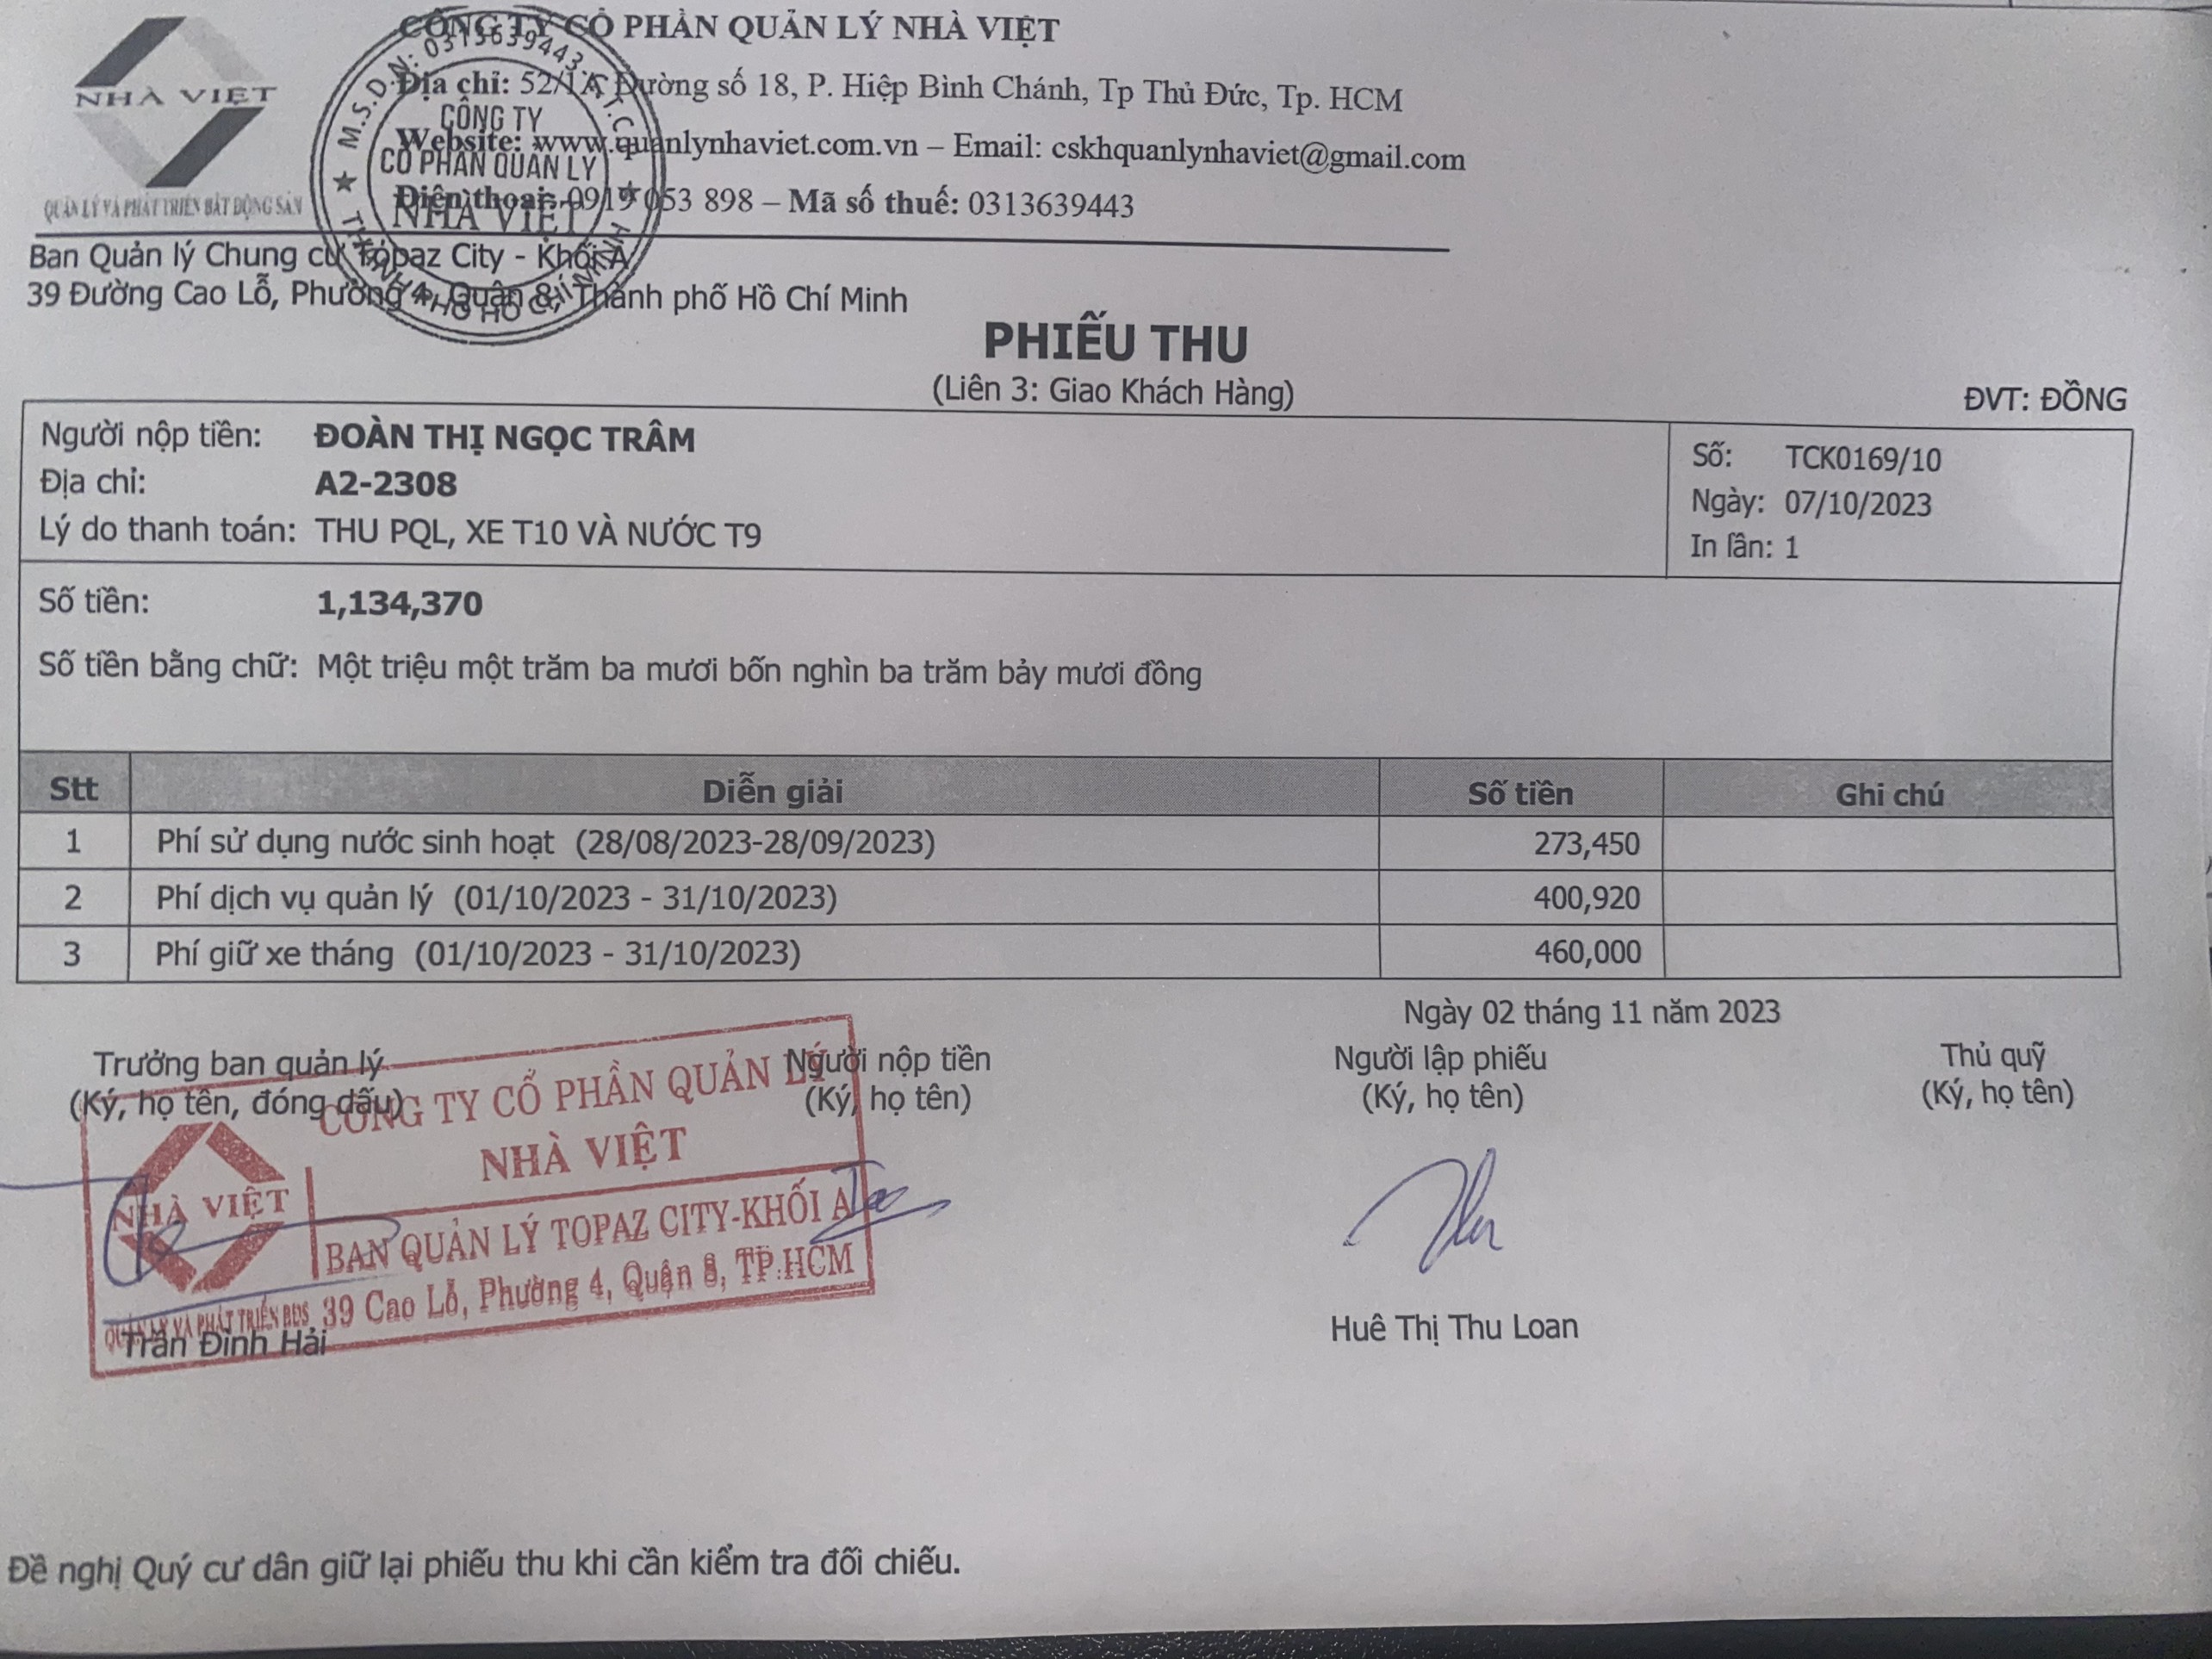 NHÀ VIỆT
QUẢN LÝ VÀ PHÁT TRIỂN BẤT ĐỘNG SẢN
CÔNG TY CỔ PHẦN QUẢN LÝ NHÀ VIỆT
Địa chỉ: 52/1A Đường số 18, P. Hiệp Bình Chánh, Tp Thủ Đức, Tp. HCM
Website: www.quanlynhaviet.com.vn – Email: cskhquanlynhaviet@gmail.com
Điện thoại: 0919 053 898 – Mã số thuế: 0313639443
M.S.D.N: 0313639443-C.T.C.P
CÔNG TY
CỔ PHẦN QUẢN LÝ
NHÀ VIỆT
THÀNH PHỐ HỒ CHÍ MINH
Ban Quản lý Chung cư Topaz City - Khối A
39 Đường Cao Lỗ, Phường 4, Quận 8, Thành phố Hồ Chí Minh
PHIẾU THU
(Liên 3: Giao Khách Hàng)
ĐVT: ĐỒNG
Người nộp tiền: ĐOÀN THỊ NGỌC TRÂM
Địa chỉ: A2-2308
Lý do thanh toán: THU PQL, XE T10 VÀ NƯỚC T9
Số: TCK0169/10
Ngày: 07/10/2023
In lần: 1
Số tiền: 1,134,370
Số tiền bằng chữ: Một triệu một trăm ba mươi bốn nghìn ba trăm bảy mươi đồng
Stt Diễn giải Số tiền Ghi chú
1 Phí sử dụng nước sinh hoạt (28/08/2023-28/09/2023) 273,450
2 Phí dịch vụ quản lý (01/10/2023 - 31/10/2023) 400,920
3 Phí giữ xe tháng (01/10/2023 - 31/10/2023) 460,000
Ngày 02 tháng 11 năm 2023
Trưởng ban quản lý Người nộp tiền Người lập phiếu Thủ quỹ
(Ký, họ tên, đóng dấu) (Ký, họ tên) (Ký, họ tên) (Ký, họ tên)
CÔNG TY CỔ PHẦN QUẢN LÝ
NHÀ VIỆT
NHÀ VIỆT
BAN QUẢN LÝ TOPAZ CITY-KHỐI A
QUẢN LÝ VÀ PHÁT TRIỂN BĐS 39 Cao Lỗ, Phường 4, Quận 8, TP.HCM
Trần Đình Hải Huê Thị Thu Loan
Đề nghị Quý cư dân giữ lại phiếu thu khi cần kiểm tra đối chiếu.